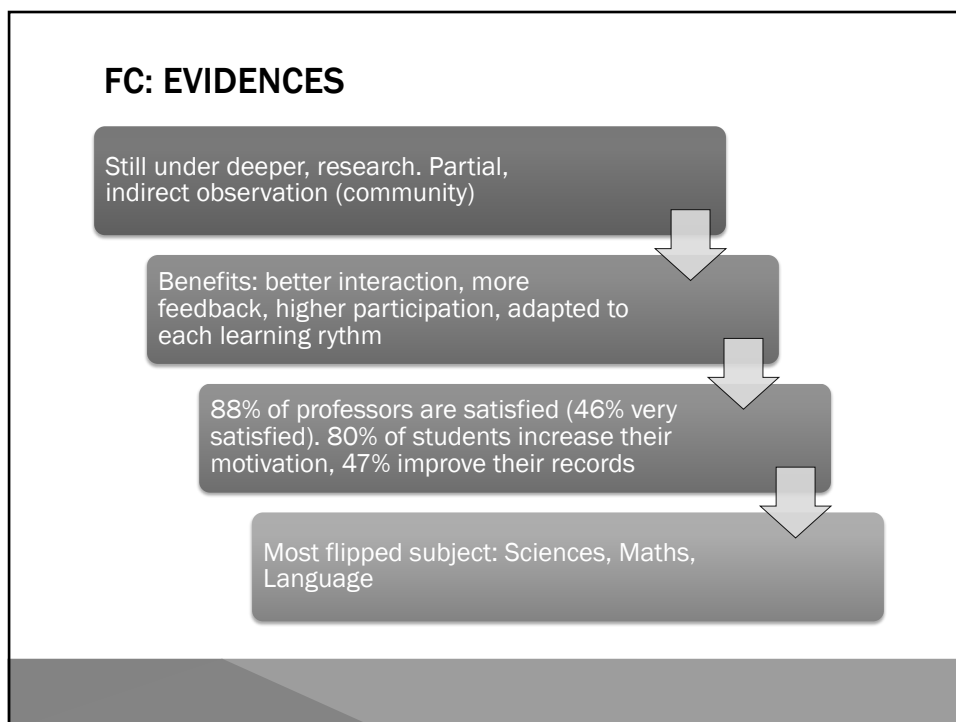 FC: EVIDENCES
Still under deeper, research. Partial,
indirect observation (community)
Benefits: better interaction, more
feedback, higher participation, adapted to
each learning rythm
88% of professors are satisfied (46% very
satisfied). 80% of students increase their
motivation, 47% improve their records
Most flipped subject: Sciences, Maths,
Language